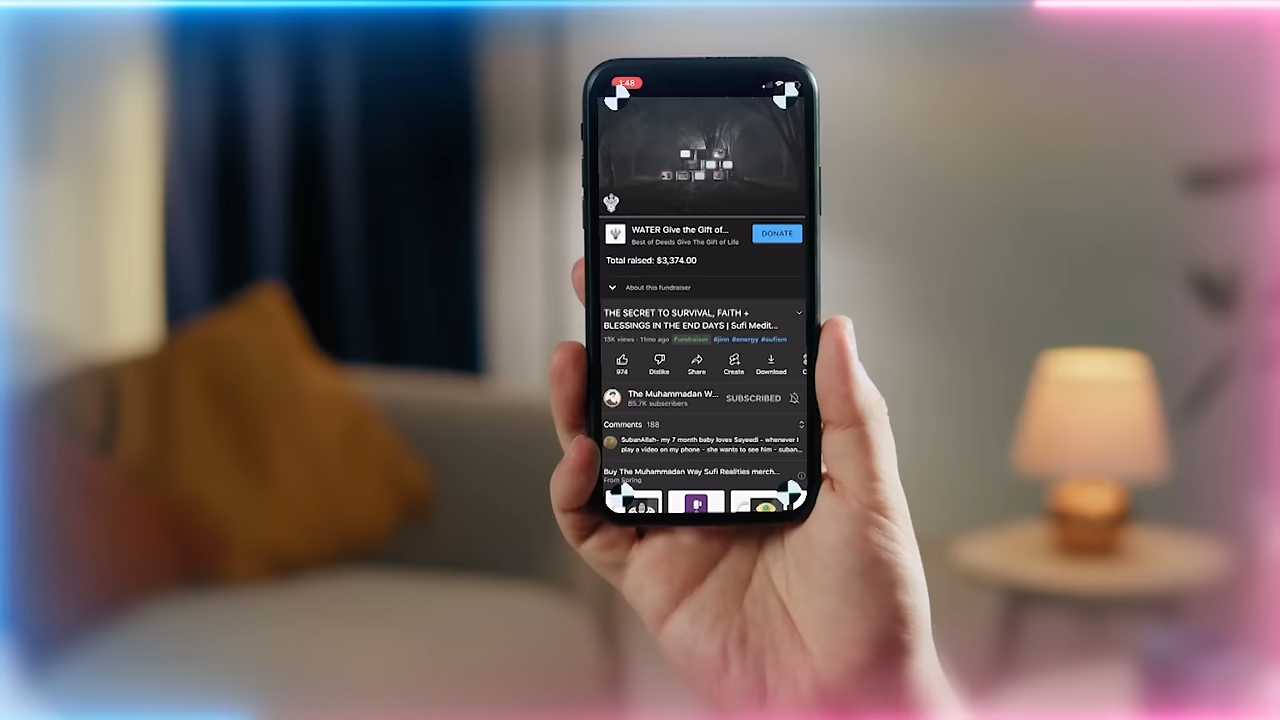 1:48
WATER Give the Gift of...
Best of Deeds Give The Gift of Life
DONATE
Total raised: $3,374.00
About this fundraiser
THE SECRET TO SURVIVAL, FAITH +
BLESSINGS IN THE END DAYS | Sufi Medit...
13K views · 11mo ago Fundraiser #jinn #energy #sufism
974 Dislike Share Create Download
The Muhammadan W... SUBSCRIBED
85.7K subscribers
Comments 188
SubanAllah- my 7 month baby loves Sayeedi - whenever I
play a video on my phone - she wants to see him - suban...
Buy The Muhammadan Way Sufi Realities merch...
From Spring